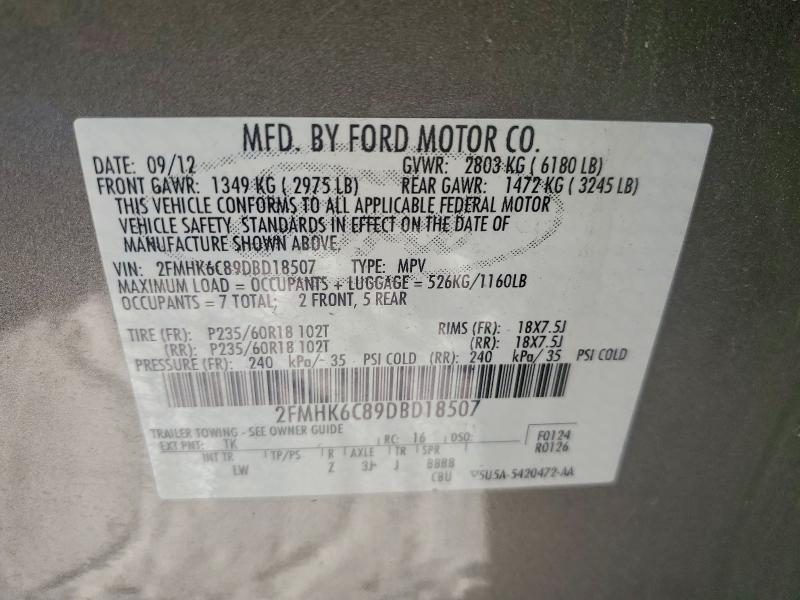 MFD. BY FORD MOTOR CO.
DATE: 09/12 GVWR: 2803 KG ( 6180 LB)
FRONT GAWR: 1349 KG ( 2975 LB) REAR GAWR: 1472 KG ( 3245 LB)
THIS VEHICLE CONFORMS TO ALL APPLICABLE FEDERAL MOTOR
VEHICLE SAFETY STANDARDS IN EFFECT ON THE DATE OF
MANUFACTURE SHOWN ABOVE.
VIN: 2FMHK6C89DBD18507 TYPE: MPV
MAXIMUM LOAD = OCCUPANTS + LUGGAGE = 526KG/1160LB
OCCUPANTS = 7 TOTAL; 2 FRONT, 5 REAR
TIRE (FR): P235/60R18 102T RIMS (FR): 18X7.5J
(RR): P235/60R18 102T (RR): 18X7.5J
PRESSURE (FR): 240 kPa/ 35 PSI COLD (RR): 240 kPa/ 35 PSI COLD
2FMHK6C89DBD18507
TRAILER TOWING - SEE OWNER GUIDE
EXT PNT: TK RC: 16 DSO: F0124
R0126
INT TR TP/PS R AXLE TR SPR
LW Z 3J J BBBB
CBU 5U5A-5420472-AA